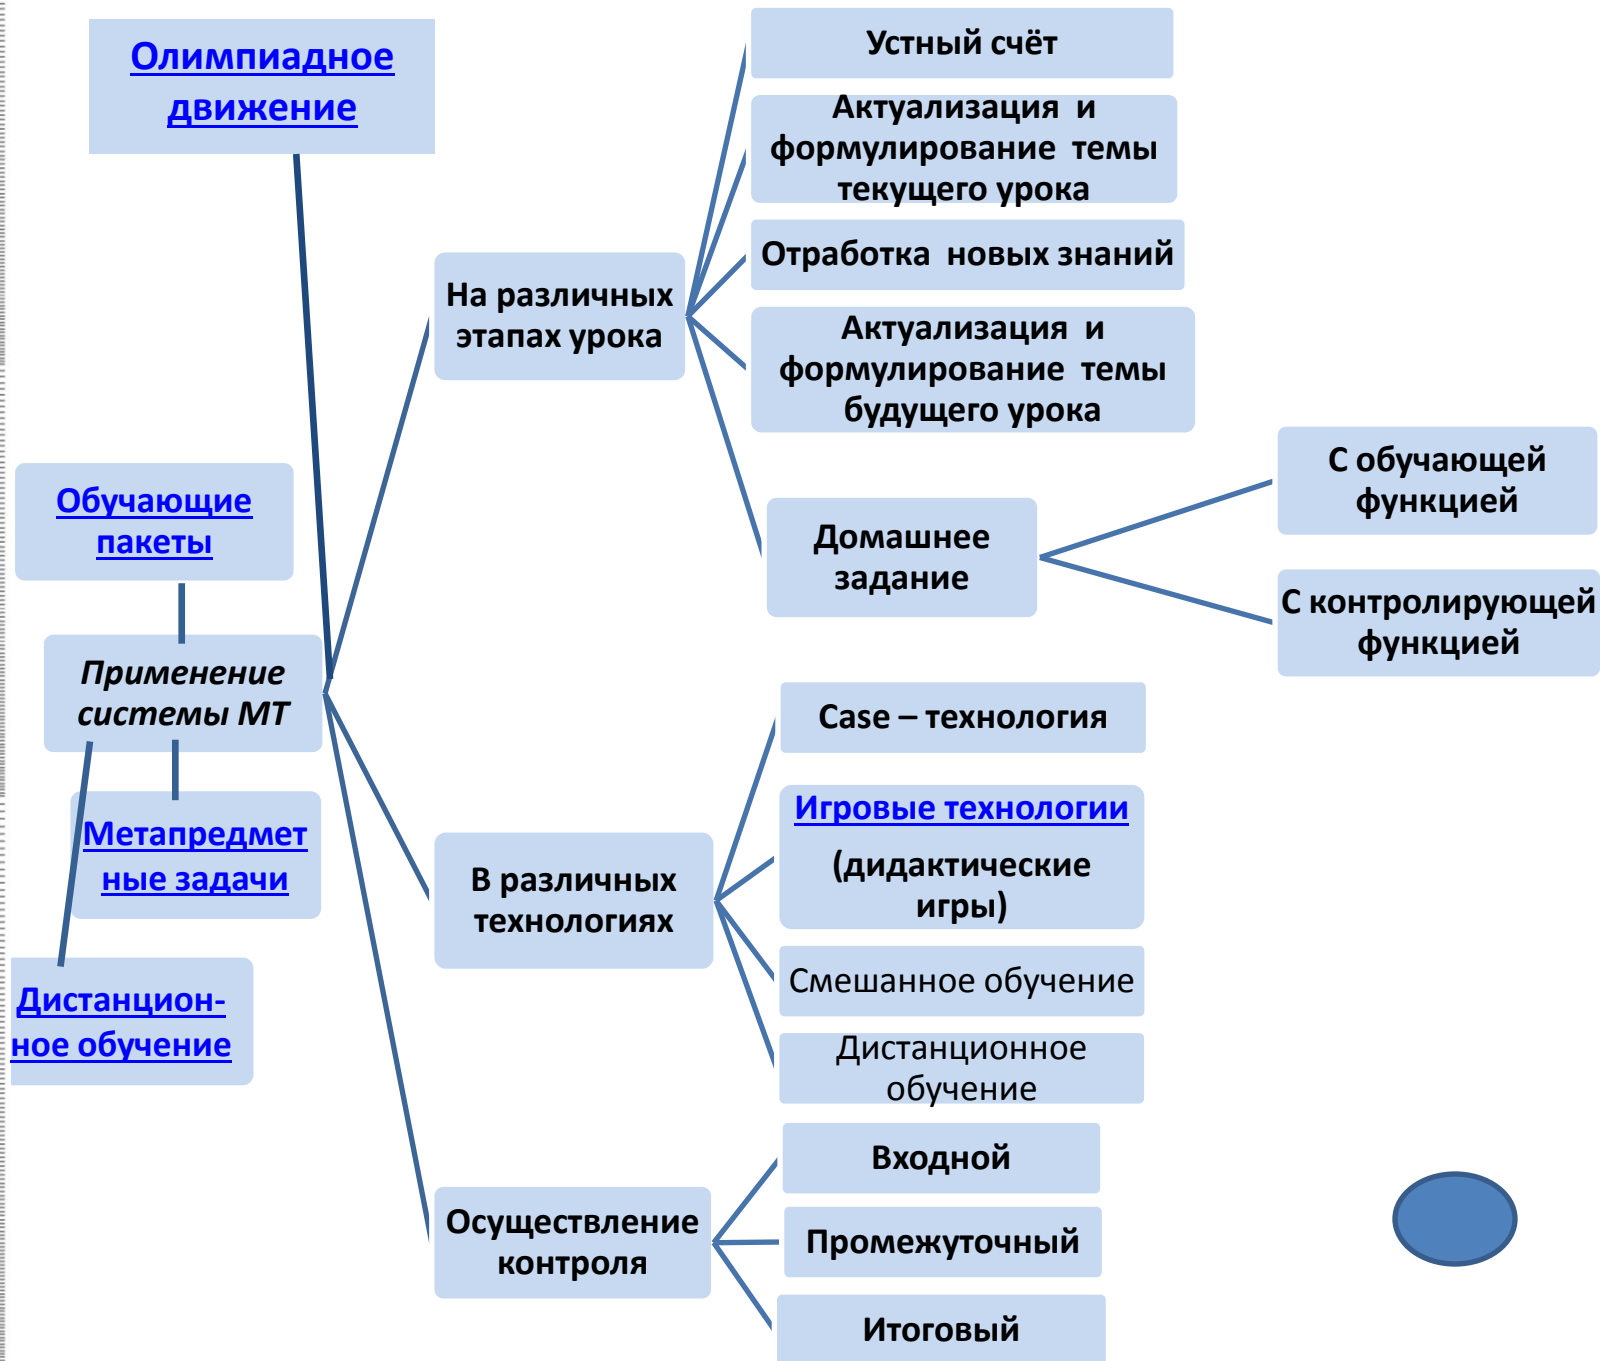 Олимпиадное
движение
Устный счёт
Актуализация и
формулирование темы
текущего урока
Отработка новых знаний
На различных
этапах урока
Актуализация и
формулирование темы
будущего урока
Домашнее
задание
С обучающей
функцией
С контролирующей
функцией
Обучающие
пакеты
Применение
системы МТ
Метапредмет
ные задачи
Дистанцион-
ное обучение
В различных
технологиях
Case – технология
Игровые технологии
(дидактические
игры)
Смешанное обучение
Дистанционное
обучение
Осуществление
контроля
Входной
Промежуточный
Итоговый